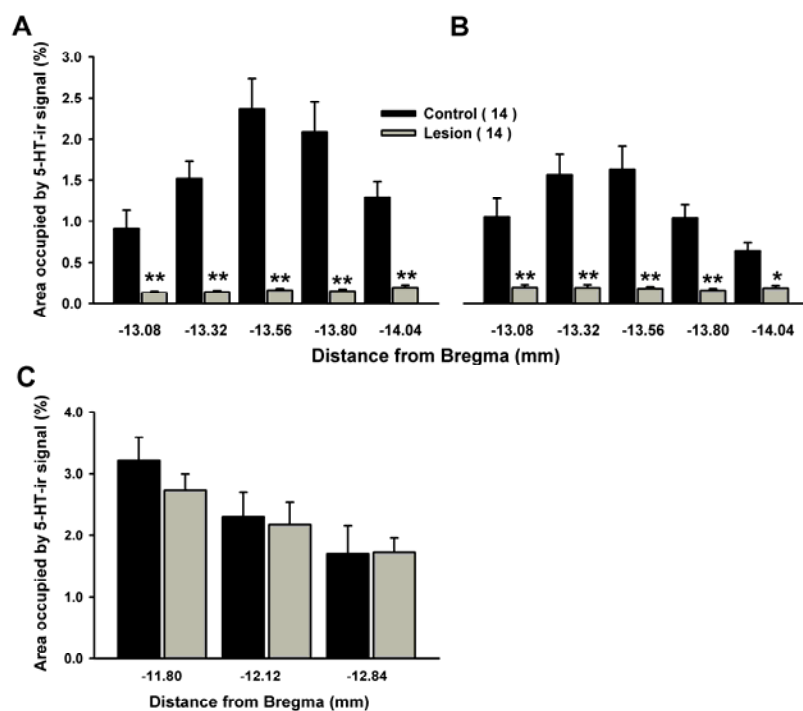 A
B
Area occupied by 5-HT-ir signal (%)
3.0
2.5
2.0
1.5
1.0
0.5
0.0
Control ( 14 )
Lesion ( 14 )
** ** ** ** **
** ** ** ** *
-13.08 -13.32 -13.56 -13.80 -14.04
-13.08 -13.32 -13.56 -13.80 -14.04
Distance from Bregma (mm)
C
Area occupied by 5-HT-ir signal (%)
4.0
3.0
2.0
1.0
0.0
-11.80 -12.12 -12.84
Distance from Bregma (mm)